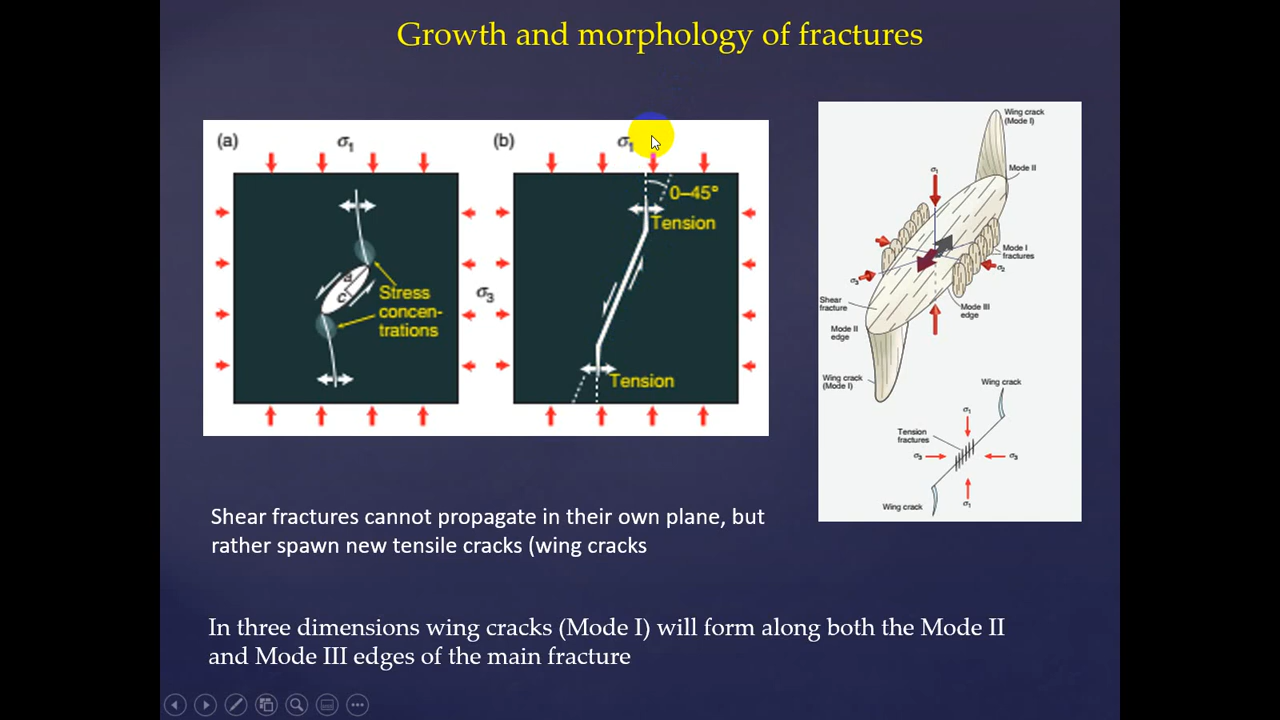 Growth and morphology of fractures
(a)
σ1
Stress
concen-
trations
c
σ3
(b)
σ1
0–45°
Tension
Tension
Wing crack
(Mode I)
σ1
Mode II
Mode I
fractures
σ2
σ3
Shear
fracture
Mode III
edge
Mode II
edge
Wing crack
(Mode I)
Wing crack
σ1
Tension
fractures
σ3
σ3
Wing crack
σ1
Shear fractures cannot propagate in their own plane, but
rather spawn new tensile cracks (wing cracks
In three dimensions wing cracks (Mode I) will form along both the Mode II
and Mode III edges of the main fracture